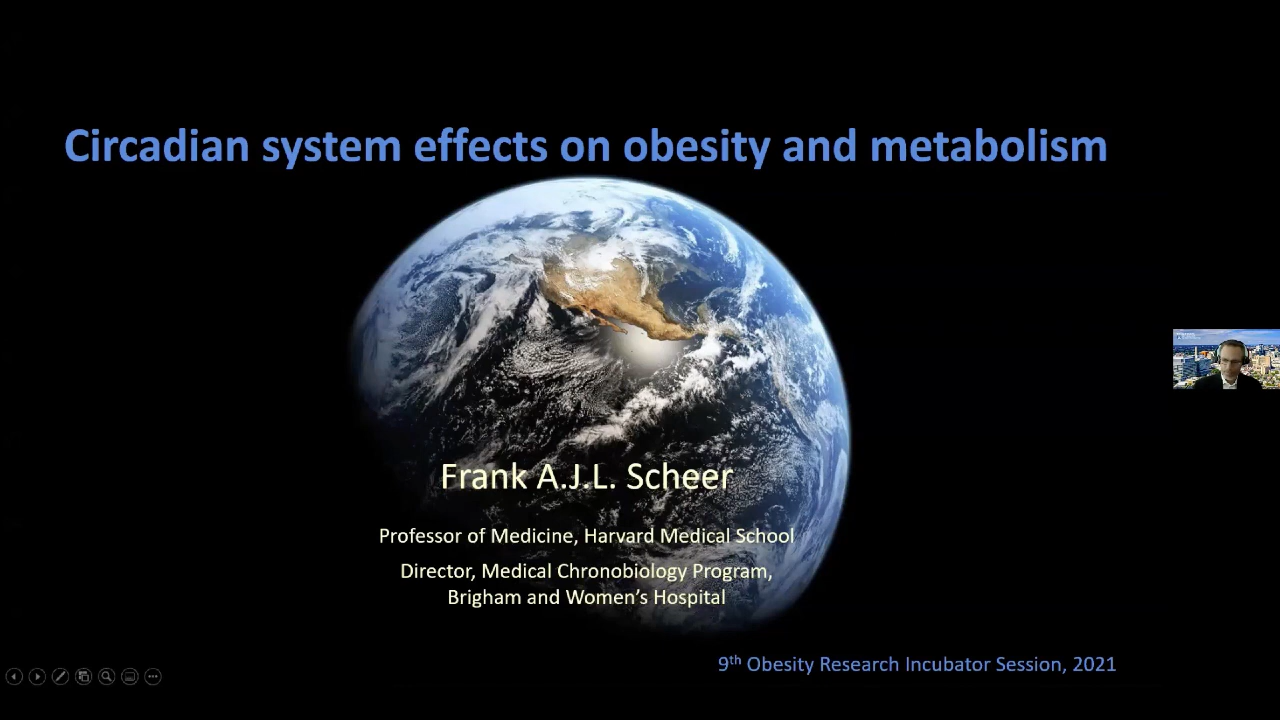 Circadian system effects on obesity and metabolism
Frank A.J.L. Scheer
Professor of Medicine, Harvard Medical School
Director, Medical Chronobiology Program,
Brigham and Women's Hospital
9th Obesity Research Incubator Session, 2021